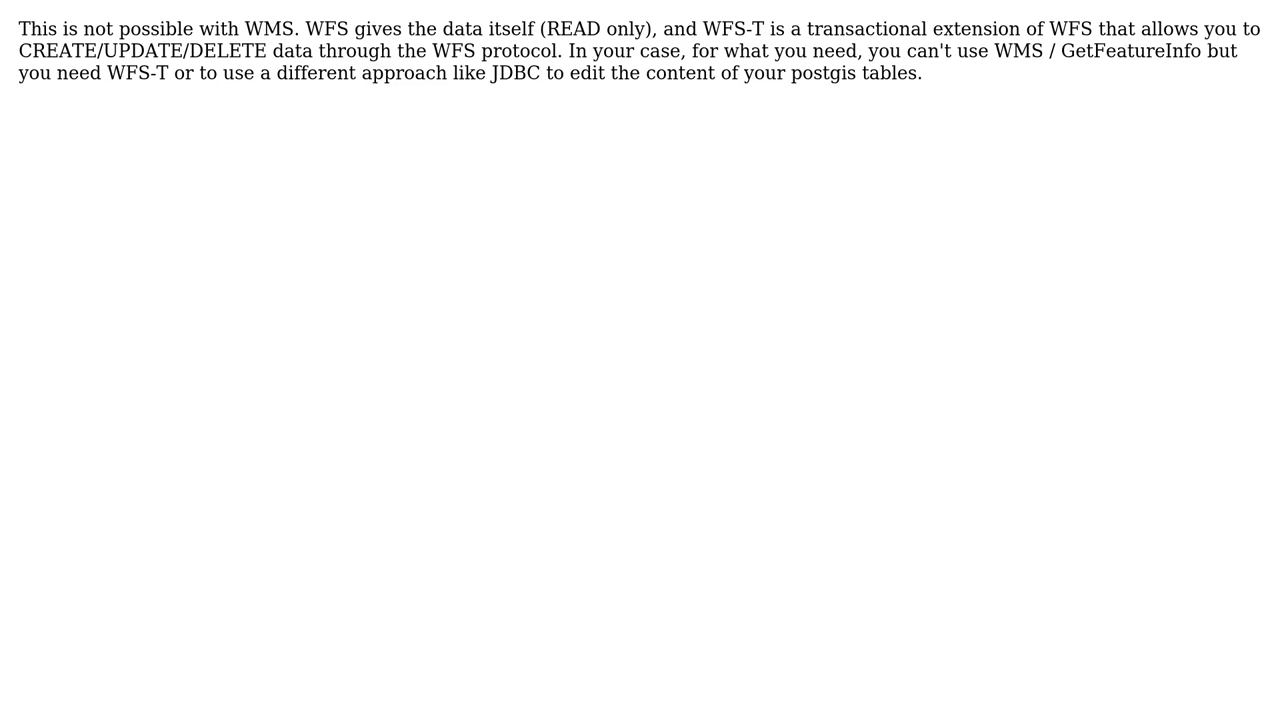 This is not possible with WMS. WFS gives the data itself (READ only), and WFS-T is a transactional extension of WFS that allows you to
CREATE/UPDATE/DELETE data through the WFS protocol. In your case, for what you need, you can't use WMS / GetFeatureInfo but
you need WFS-T or to use a different approach like JDBC to edit the content of your postgis tables.